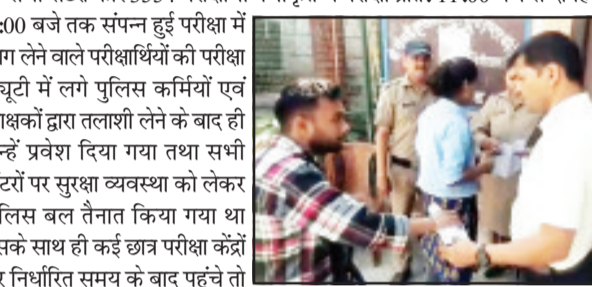 :00 बजे तक संपन्न हुई परीक्षा में
ग लेने वाले परीक्षार्थियों की परीक्षा
यूटी में लगे पुलिस कर्मियों एवं
क्षकों द्वारा तलाशी लेने के बाद ही
न्हें प्रवेश दिया गया तथा सभी
टरों पर सुरक्षा व्यवस्था को लेकर
लिस बल तैनात किया गया था
सके साथ ही कई छात्र परीक्षा केंद्रों
र निर्धारित समय के बाद पहुंचे तो